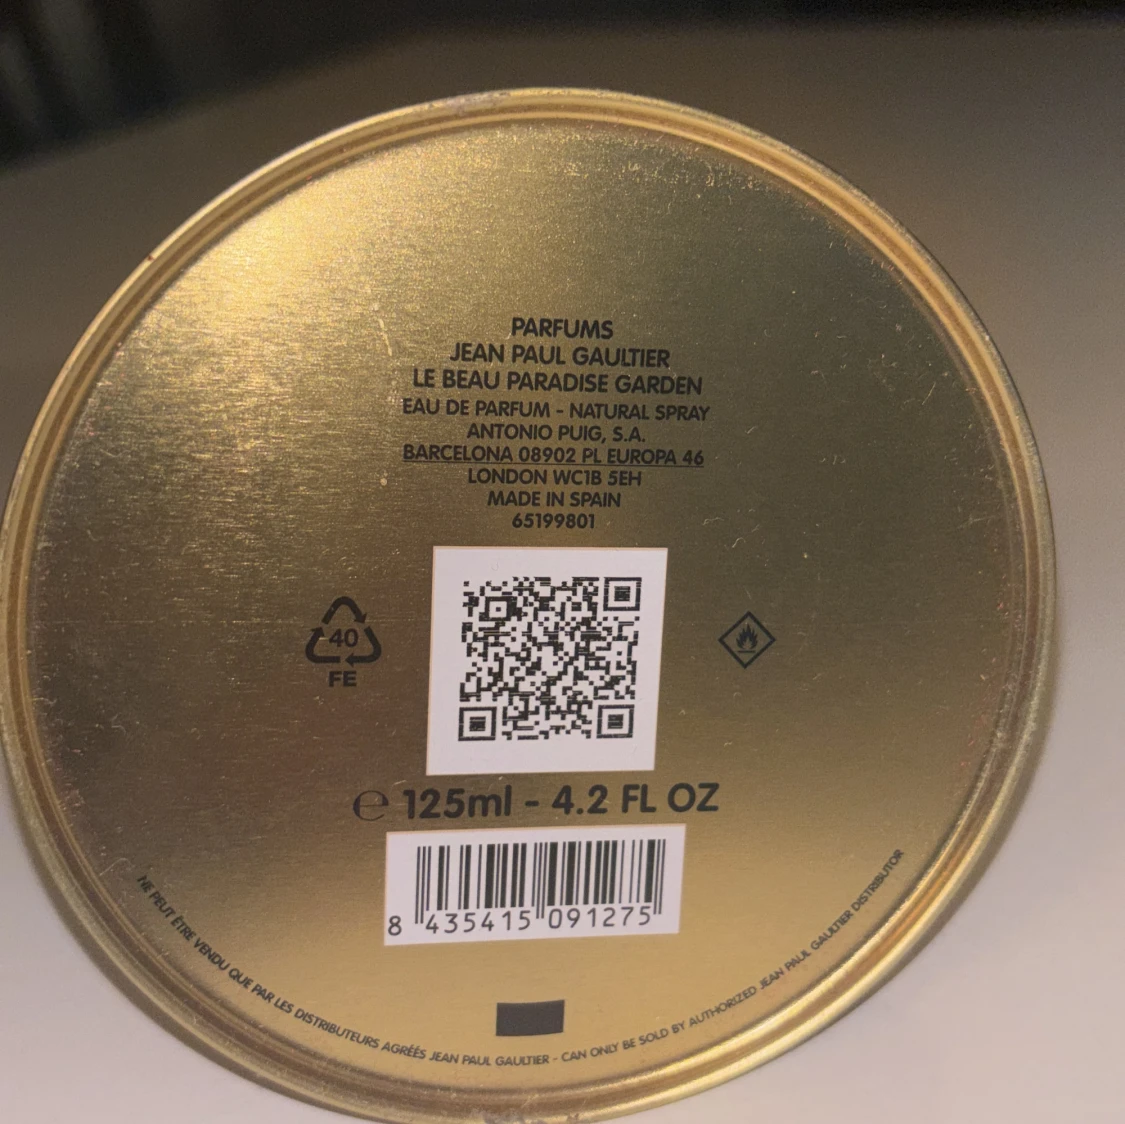 PARFUMS
JEAN PAUL GAULTIER
LE BEAU PARADISE GARDEN
EAU DE PARFUM - NATURAL SPRAY
ANTONIO PUIG, S.A.
BARCELONA 08902 PL EUROPA 46
LONDON WC1B 5EH
MADE IN SPAIN
65199801
40
FE
℮ 125ml - 4.2 FL OZ
8 435415 091275
NE PEUT ÊTRE VENDU QUE PAR LES DISTRIBUTEURS AGRÉÉS JEAN PAUL GAULTIER - CAN ONLY BE SOLD BY AUTHORIZED JEAN PAUL GAULTIER DISTRIBUTOR